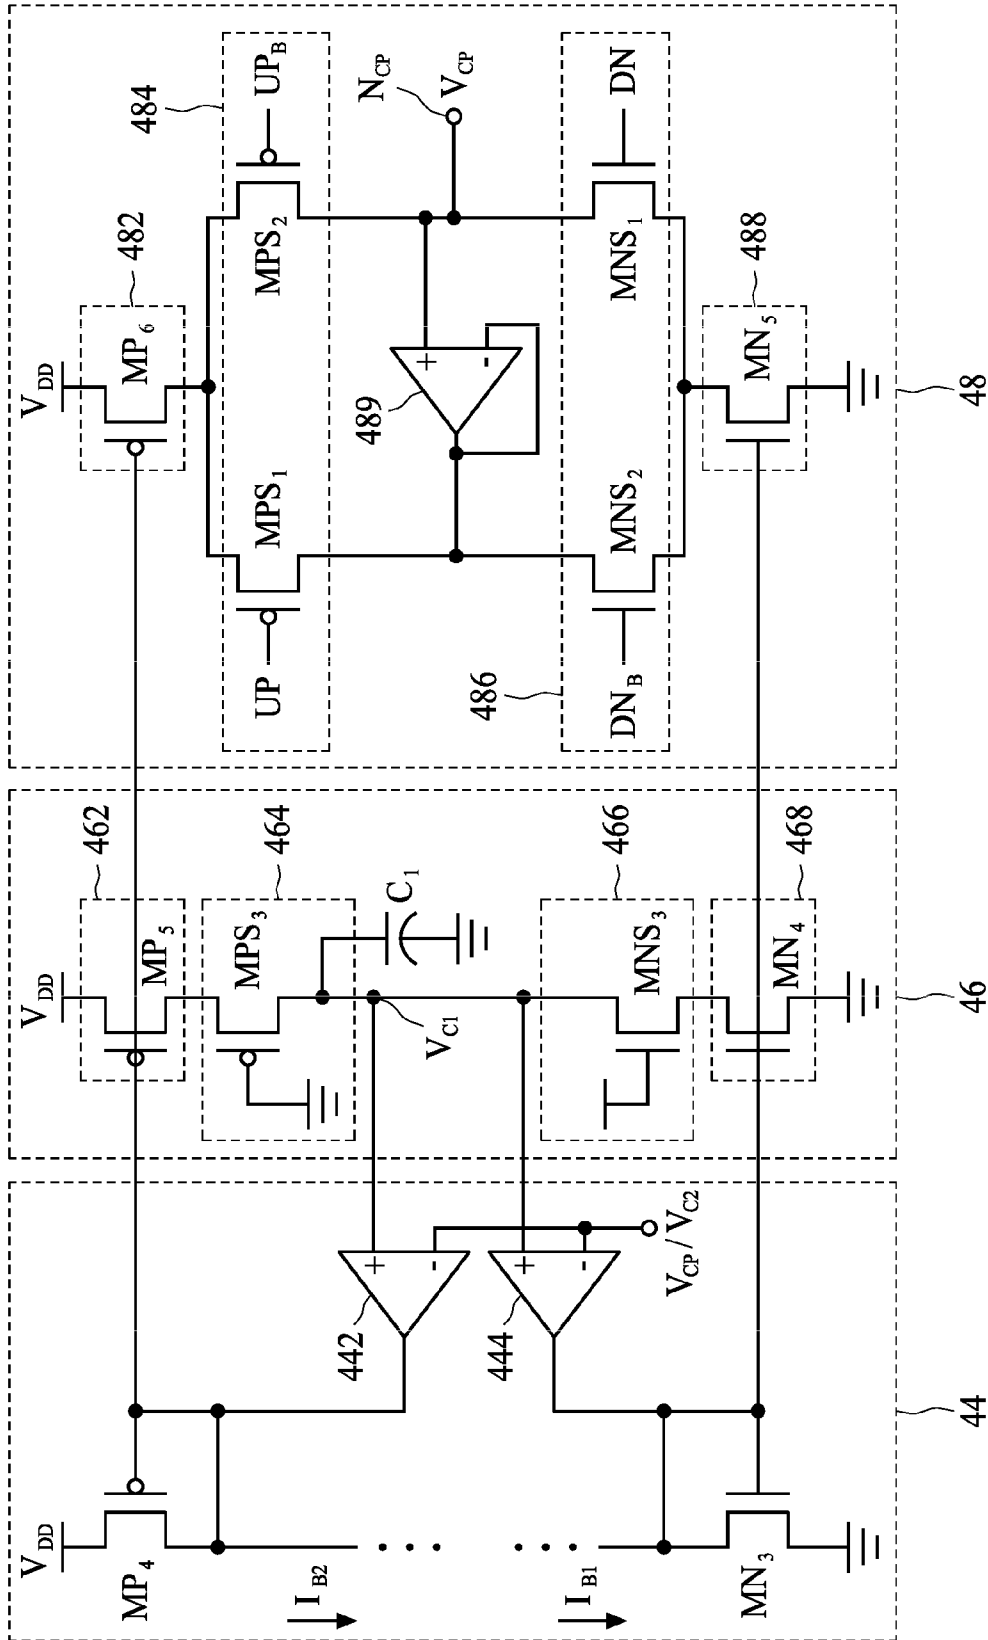 V_DD
MP_4
I_B2
I_B1
MN_3
442
444
V_CP / V_C2
44
V_DD
MP_5
462
MPS_3
464
C_1
V_C1
MNS_3
466
MN_4
468
46
V_DD
MP_6
482
UP
MPS_1
MPS_2
UP_B
484
489
N_CP
V_CP
486
DN_B
MNS_2
MNS_1
DN
MN_5
488
48
+
-
+
-
+
-